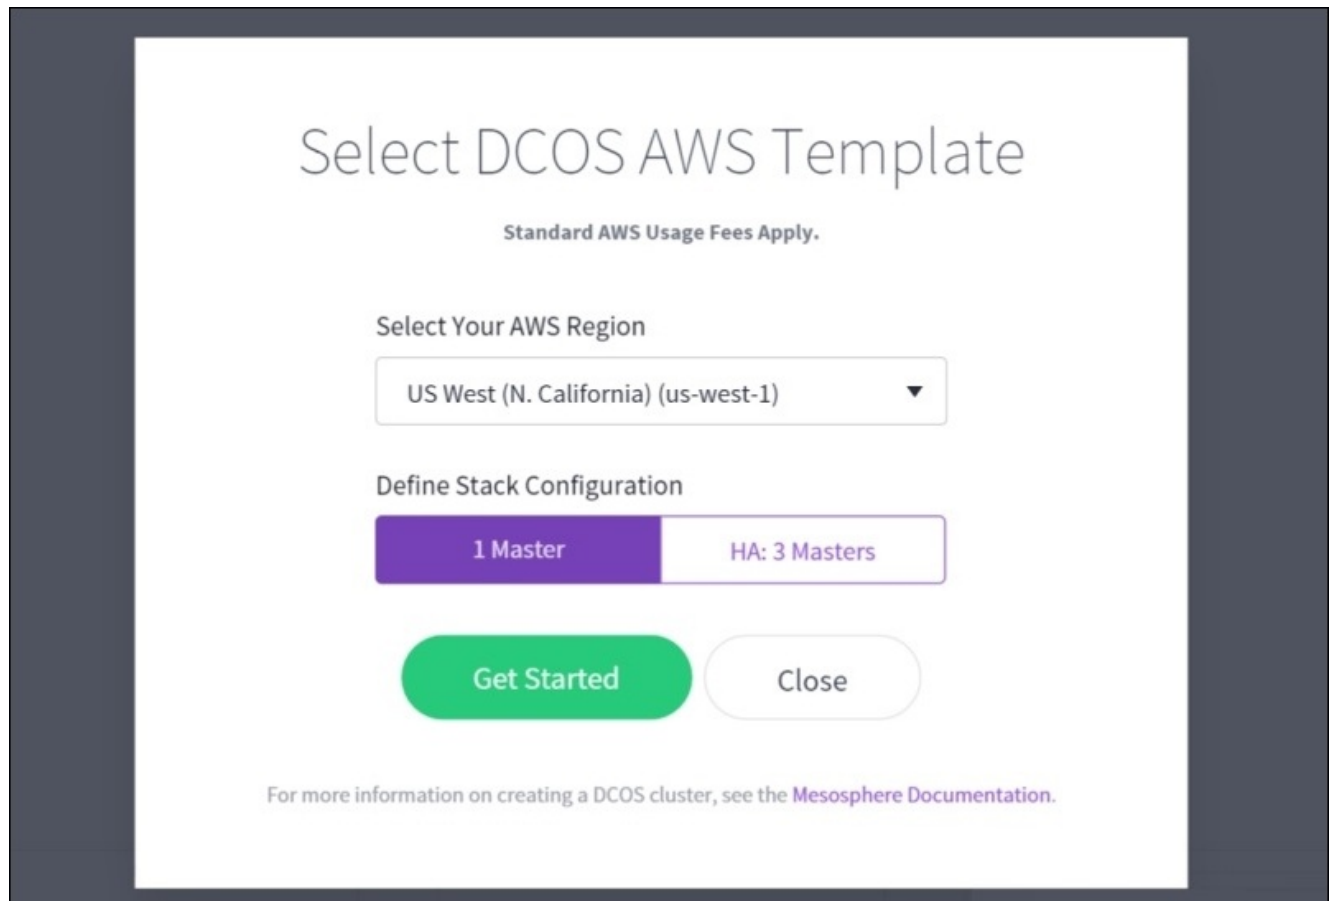 Select DCOS AWS Template
Standard AWS Usage Fees Apply.
Select Your AWS Region
US West (N. California) (us-west-1)
Define Stack Configuration
1 Master HA: 3 Masters
Get Started Close
For more information on creating a DCOS cluster, see the Mesosphere Documentation.